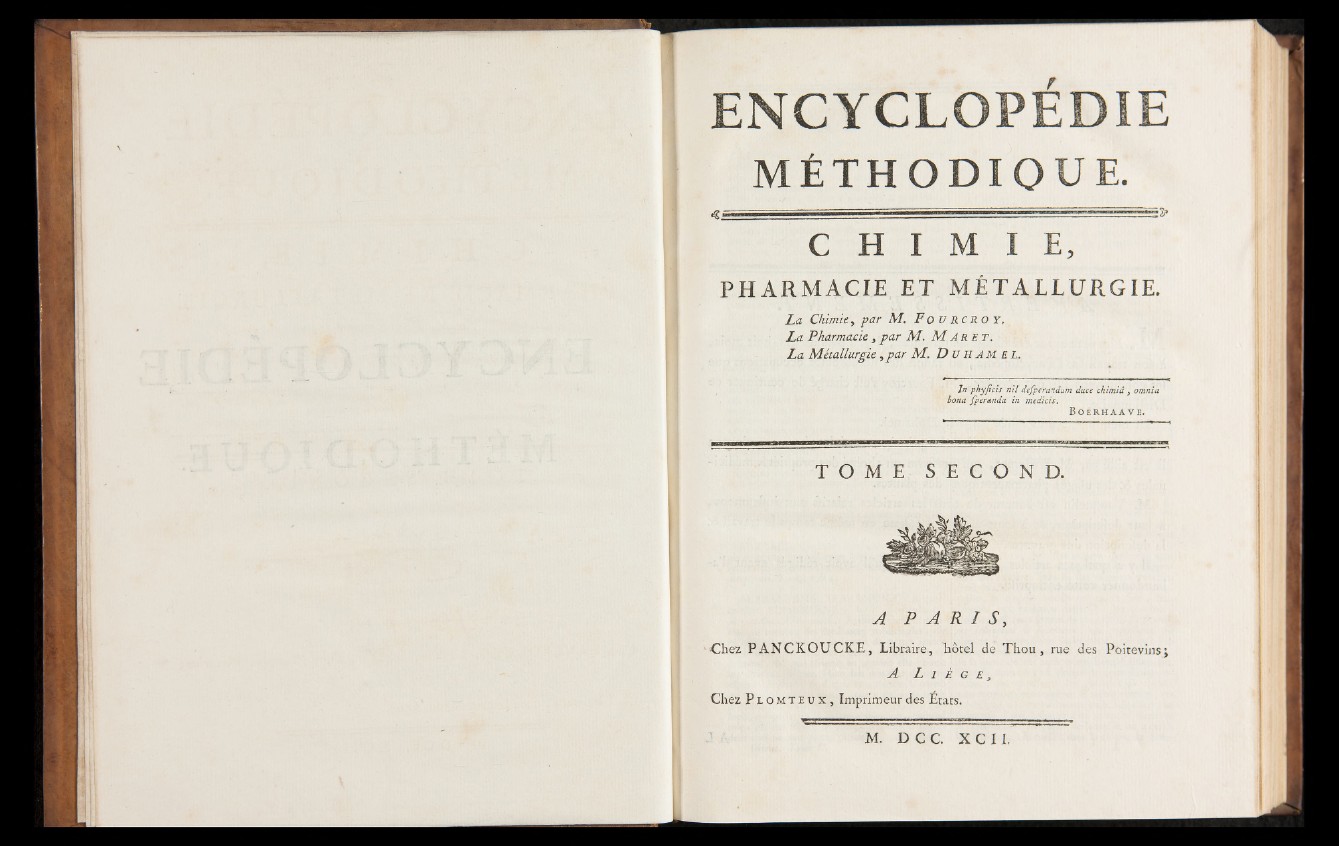 ENCYCLOPÉDIE
MÉTHODIQUE.
CHIMIE,
PHARMACIE ET MÉTALLURGIE.
La Chimie, par M. FOURCROY.
La Pharmacie, par M. MARET.
La Métallurgie, par M. DUHAMEL.
In phyſicis nil deſperandum duce chimiâ, omnia
bona ſperanda in medicis.
BOERHAAVE.
TOME SECOND.
A PARIS,
Chez PANCKOUCKE, Libraire, hôtel de Thou, rue des Poitevins;
A LIÈGE,
Chez PLOMTEUX, Imprimeur des États.
M. DCC. XCII.
ENCYCLOPÉDIE
MÉTHODIQUE.